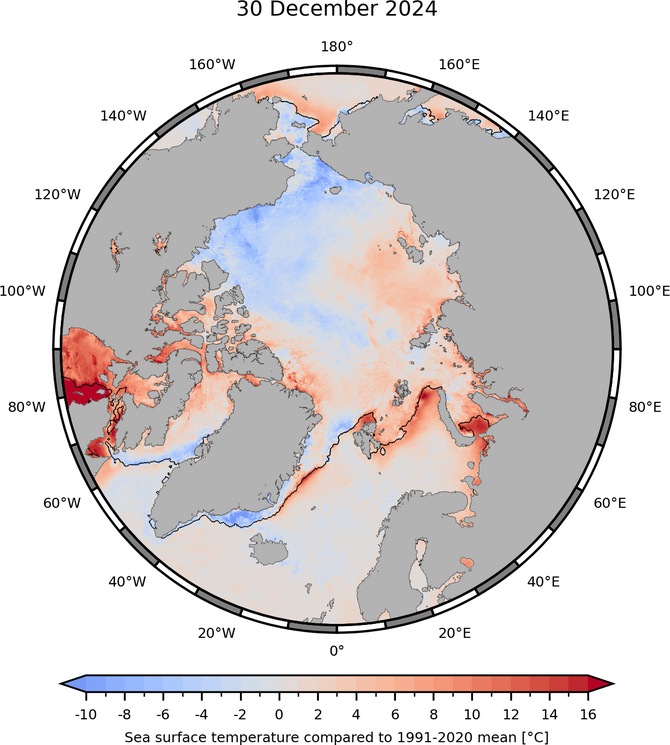 30 December 2024
180°
160°W 160°E
140°W 140°E
120°W 120°E
100°W 100°E
80°W 80°E
60°W 60°E
40°W 40°E
20°W 20°E
0°
-10 -8 -6 -4 -2 0 2 4 6 8 10 12 14 16
Sea surface temperature compared to 1991-2020 mean [°C]